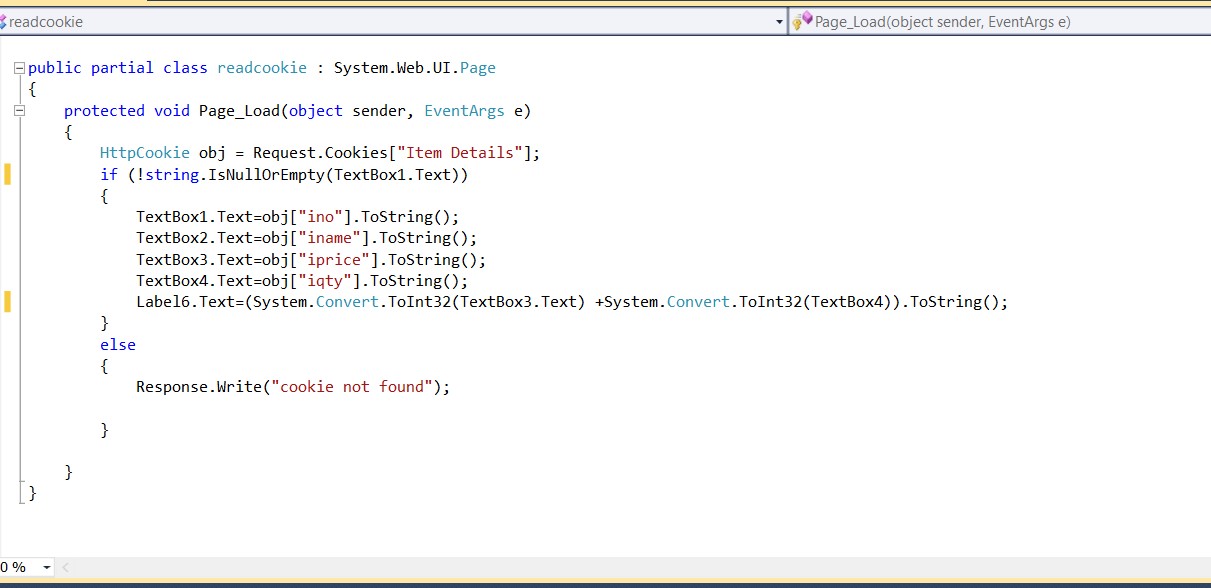 readcookie
Page_Load(object sender, EventArgs e)
public partial class readcookie : System.Web.UI.Page
{
protected void Page_Load(object sender, EventArgs e)
{
HttpCookie obj = Request.Cookies["Item Details"];
if (!string.IsNullOrEmpty(TextBox1.Text))
{
TextBox1.Text=obj["ino"].ToString();
TextBox2.Text=obj["iname"].ToString();
TextBox3.Text=obj["iprice"].ToString();
TextBox4.Text=obj["iqty"].ToString();
Label6.Text=(System.Convert.ToInt32(TextBox3.Text) +System.Convert.ToInt32(TextBox4)).ToString();
}
else
{
Response.Write("cookie not found");
}
}
}
0 %